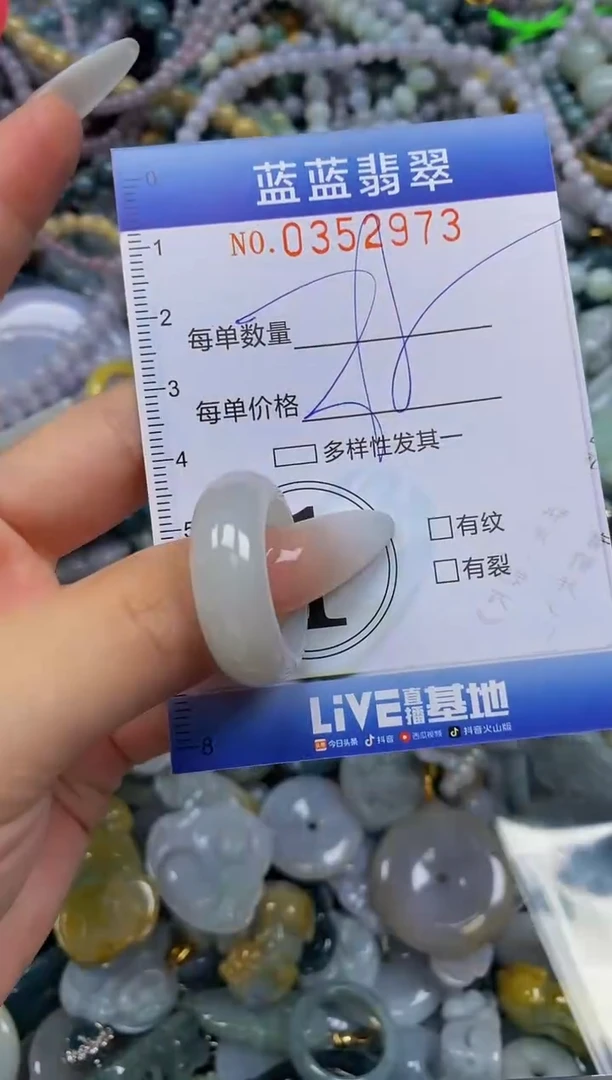 0
蓝蓝翡翠
1
NO.0352973
2
每单数量
3
每单价格
4
多样性发其一
5
1
有纹
有裂
LiVE直播基地
今日头条 抖音 西瓜视频 抖音火山版
8